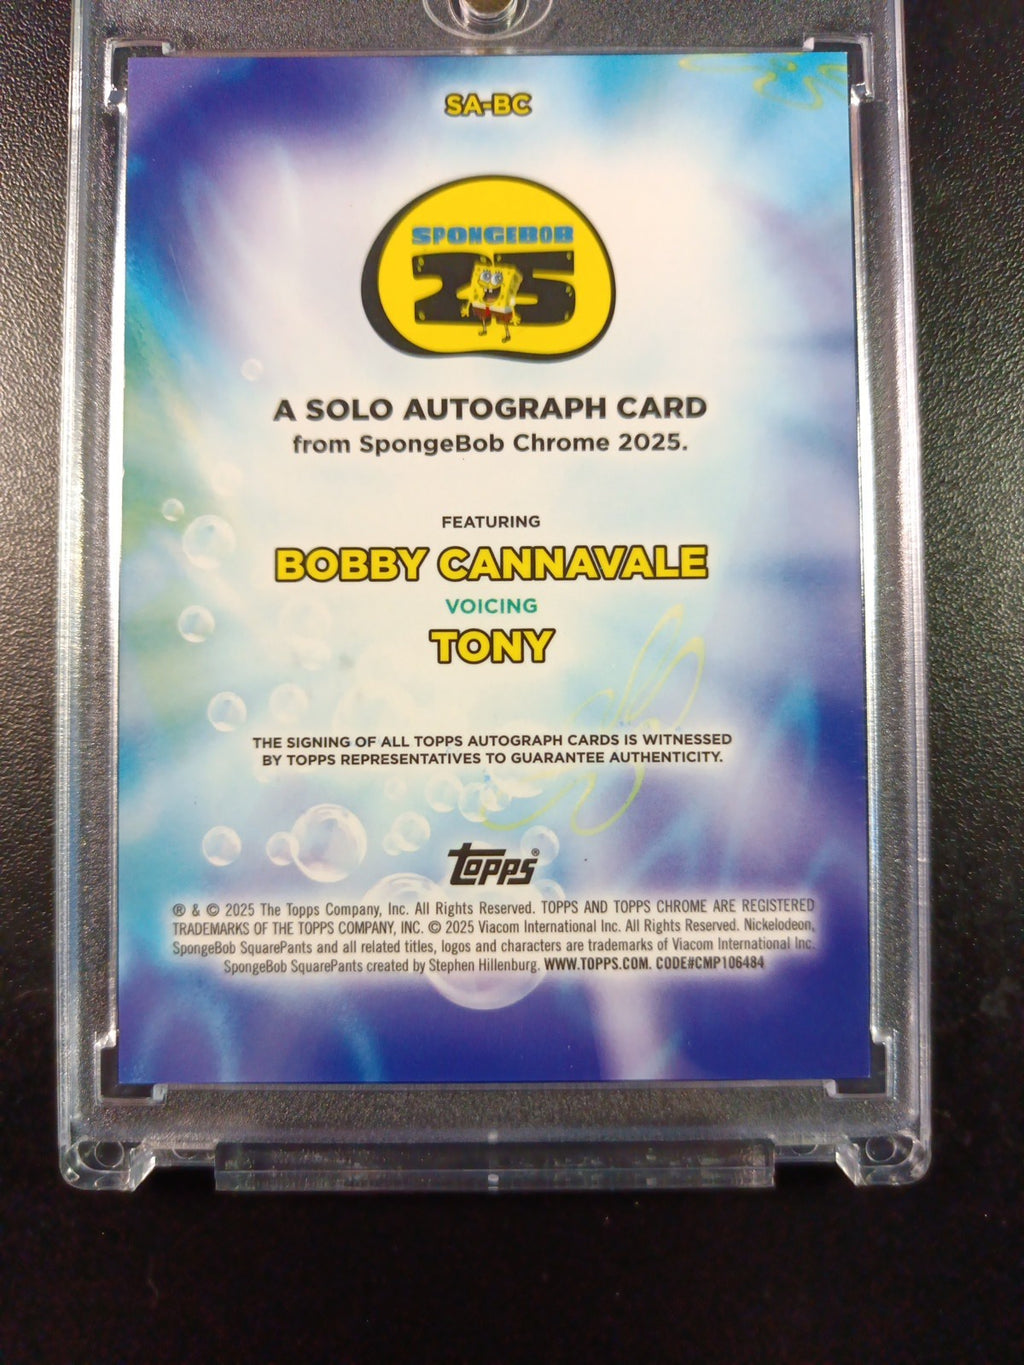 SA-BC
SPONGEBOB
25
A SOLO AUTOGRAPH CARD
from SpongeBob Chrome 2025.
FEATURING
BOBBY CANNAVALE
VOICING
TONY
THE SIGNING OF ALL TOPPS AUTOGRAPH CARDS IS WITNESSED
BY TOPPS REPRESENTATIVES TO GUARANTEE AUTHENTICITY.
TOPPS®
® & © 2025 The Topps Company, Inc. All Rights Reserved. TOPPS AND TOPPS CHROME ARE REGISTERED
TRADEMARKS OF THE TOPPS COMPANY, INC. © 2025 Viacom International Inc. All Rights Reserved. Nickelodeon,
SpongeBob SquarePants and all related titles, logos and characters are trademarks of Viacom International Inc.
SpongeBob SquarePants created by Stephen Hillenburg. WWW.TOPPS.COM. CODE#CMP106484